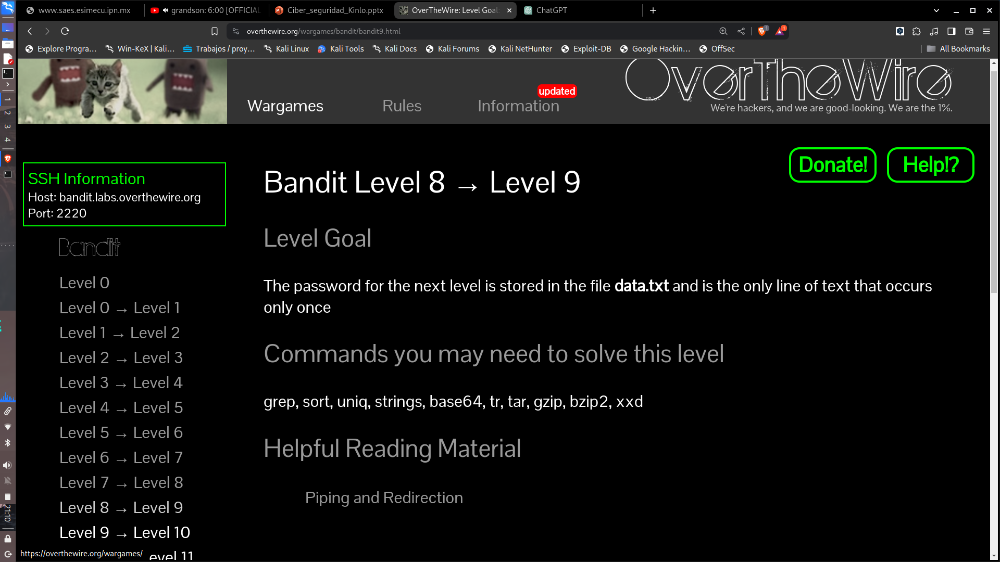 www.saes.esimecu.ipn.mx
grandson: 6:00 [OFFICIAL
Ciber_seguridad_Kinlo.pptx
OverTheWire: Level Goal:
ChatGPT
overthewire.org/wargames/bandit/bandit9.html
1
1
Explore Progra…
Win-KeX | Kali…
Trabajos / proy…
Kali Linux
Kali Tools
Kali Docs
Kali Forums
Kali NetHunter
Exploit-DB
Google Hackin…
OffSec
All Bookmarks
1
2
3
4
21:10
OverTheWire
We're hackers, and we are good-looking. We are the 1%.
Wargames
Rules
Information
updated
Donate!
Help!?
SSH Information
Host: bandit.labs.overthewire.org
Port: 2220
Bandit
Level 0
Level 0 → Level 1
Level 1 → Level 2
Level 2 → Level 3
Level 3 → Level 4
Level 4 → Level 5
Level 5 → Level 6
Level 6 → Level 7
Level 7 → Level 8
Level 8 → Level 9
Level 9 → Level 10
evel 11
Bandit Level 8 → Level 9
Level Goal
The password for the next level is stored in the file data.txt and is the only line of text that occurs
only once
Commands you may need to solve this level
grep, sort, uniq, strings, base64, tr, tar, gzip, bzip2, xxd
Helpful Reading Material
Piping and Redirection
https://overthewire.org/wargames/